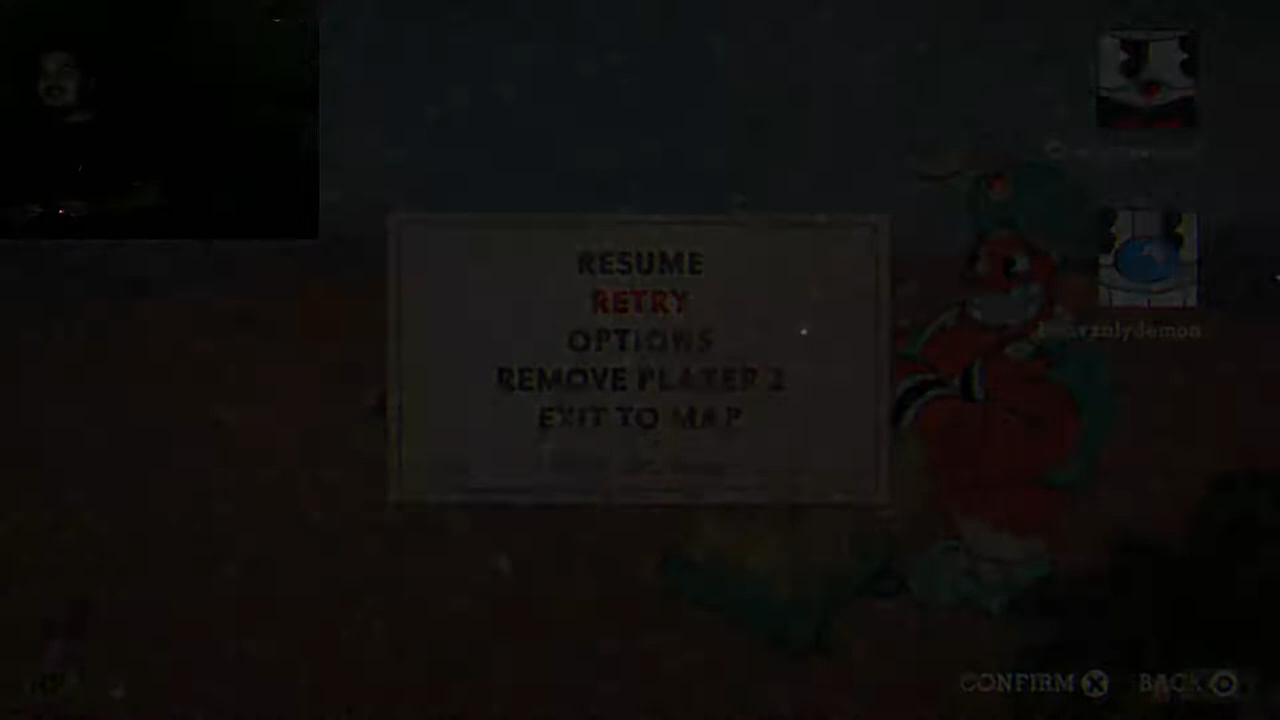 RESUME
RETRY
OPTIONS
REMOVE PLAYER 2
EXIT TO MAP
CONFIRM X BACK O